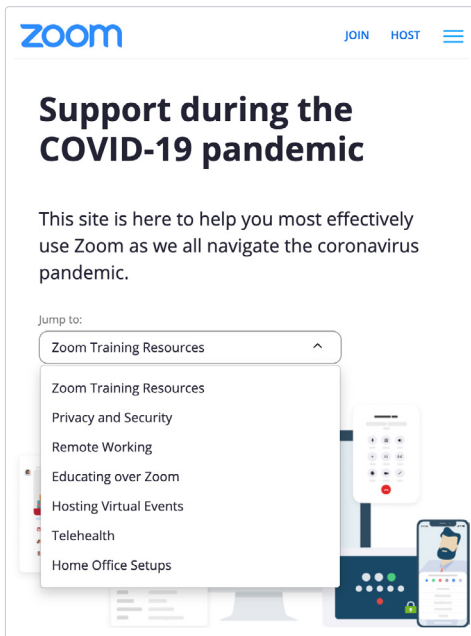 zoom
JOIN HOST
Support during the
COVID-19 pandemic
This site is here to help you most effectively
use Zoom as we all navigate the coronavirus
pandemic.
Jump to:
Zoom Training Resources
Zoom Training Resources
Privacy and Security
Remote Working
Educating over Zoom
Hosting Virtual Events
Telehealth
Home Office Setups